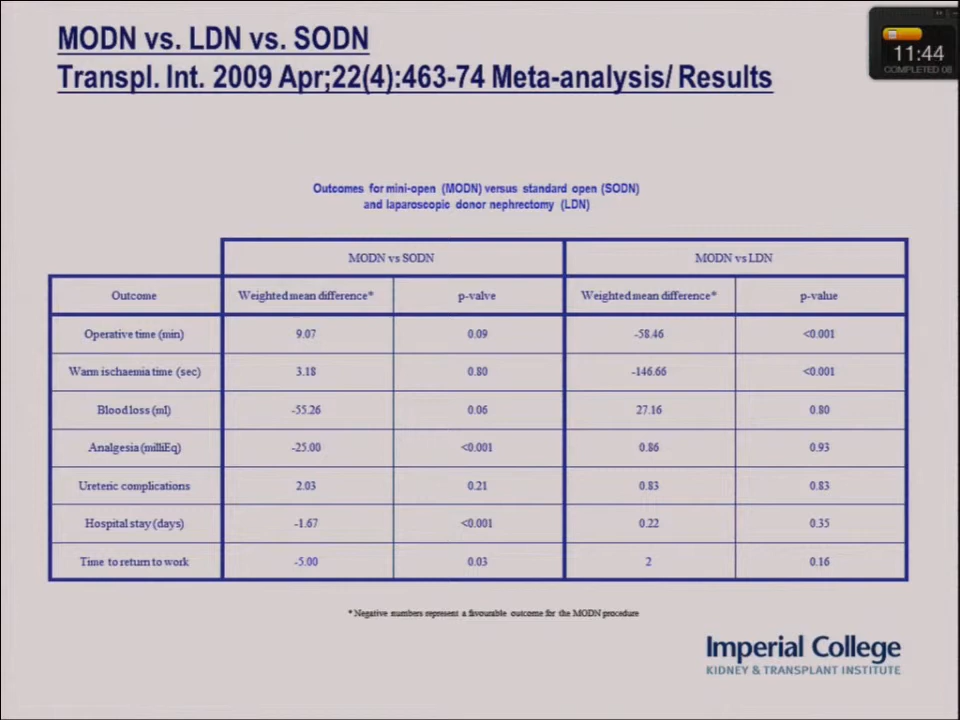 MODN vs. LDN vs. SODN
Transpl. Int. 2009 Apr;22(4):463-74 Meta-analysis/ Results
11:44
COMPLETED 06
Outcomes for mini-open (MODN) versus standard open (SODN)
and laparoscopic donor nephrectomy (LDN)
MODN vs SODN MODN vs LDN
Outcome Weighted mean difference* p-valve Weighted mean difference* p-value
Operative time (min) 9.07 0.09 -58.46 <0.001
Warm ischaemia time (sec) 3.18 0.80 -146.66 <0.001
Blood loss (ml) -55.26 0.06 27.16 0.80
Analgesia (milliEq) -25.00 <0.001 0.86 0.93
Ureteric complications 2.03 0.21 0.83 0.83
Hospital stay (days) -1.67 <0.001 0.22 0.35
Time to return to work -5.00 0.03 2 0.16
* Negative numbers represent a favourable outcome for the MODN procedure
Imperial College
KIDNEY & TRANSPLANT INSTITUTE